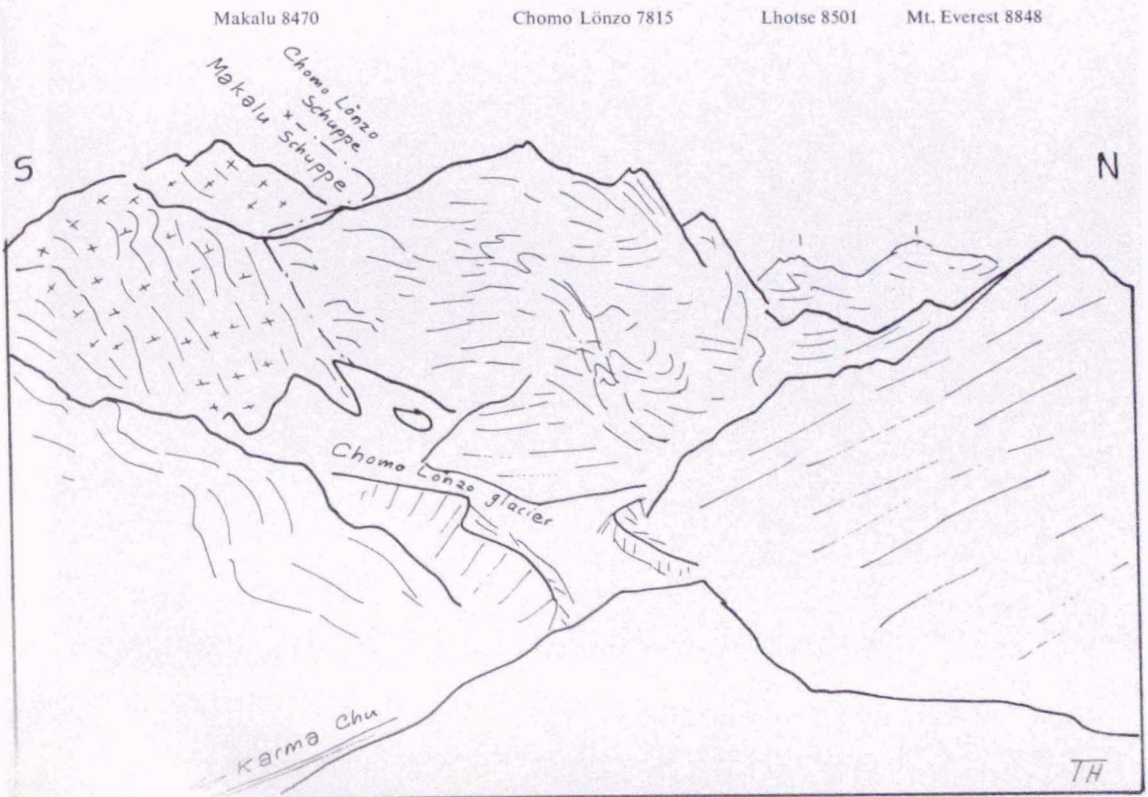 Makalu 8470 Chomo Lönzo 7815 Lhotse 8501 Mt. Everest 8848
Chomo Lönzo
Schuppe
Makalu Schuppe
S
N
Chomo Lönzo glacier
Karma Chu
TH